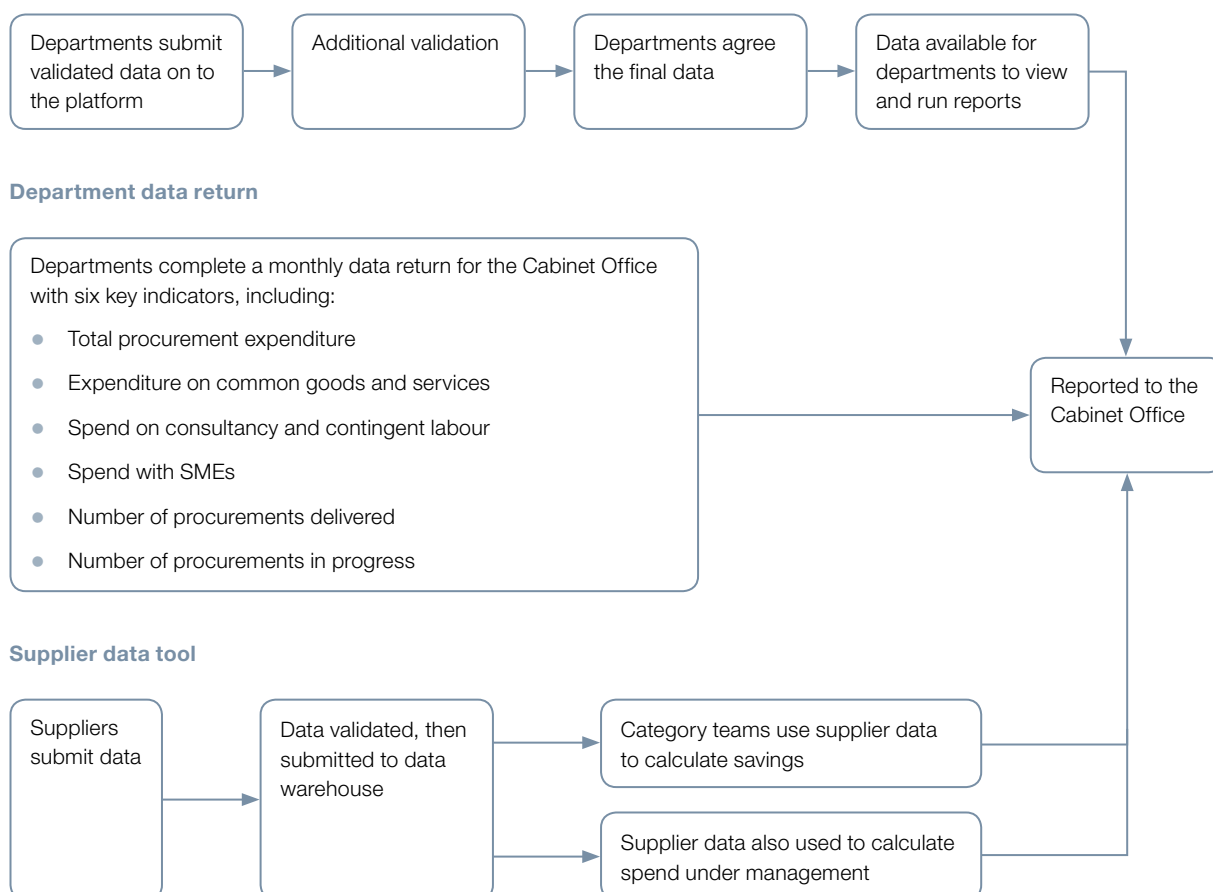 Departments submit
validated data on to
the platform
Additional validation
Departments agree
the final data
Data available for
departments to view
and run reports
Department data return
Departments complete a monthly data return for the Cabinet Office
with six key indicators, including:
● Total procurement expenditure
● Expenditure on common goods and services
● Spend on consultancy and contingent labour
● Spend with SMEs
● Number of procurements delivered
● Number of procurements in progress
Reported to the
Cabinet Office
Supplier data tool
Suppliers
submit data
Data validated, then
submitted to data
warehouse
Category teams use supplier data
to calculate savings
Supplier data also used to calculate
spend under management